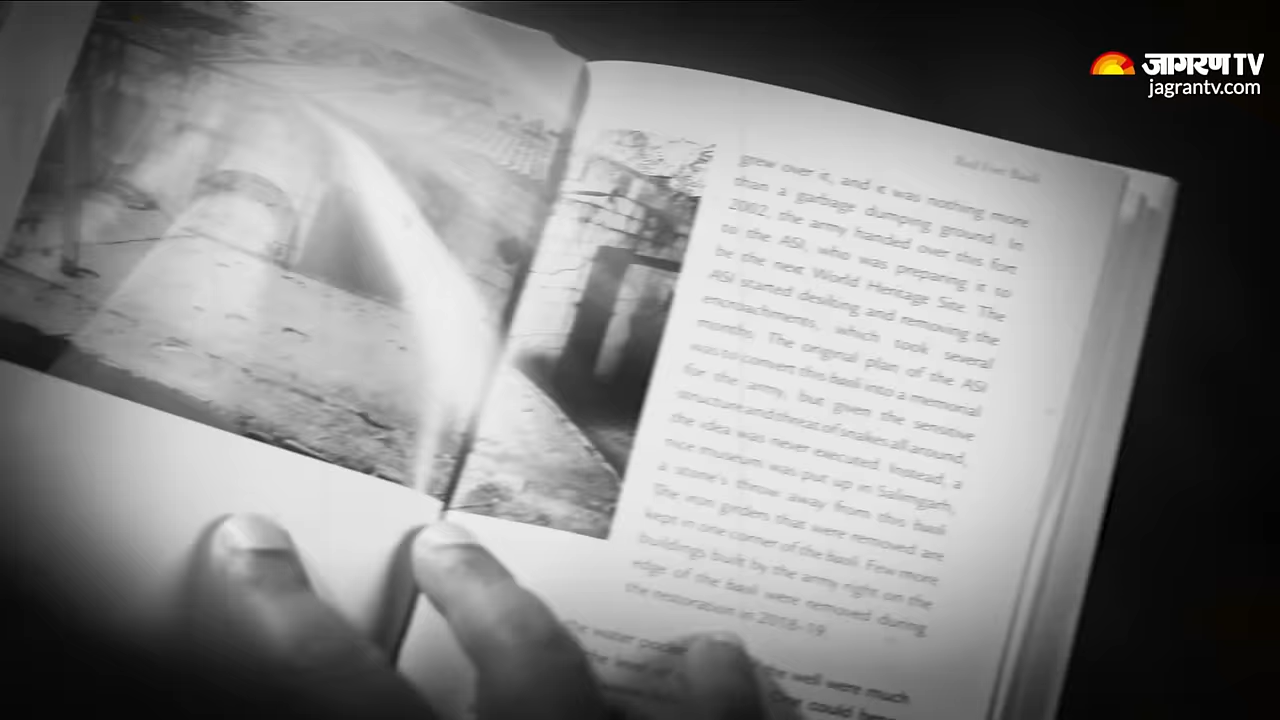 जागरण TV
jagrantv.com
Red Fort Baoli
grew over it, and it was nothing more
than a garbage dumping ground. In
2002, the army handed over this fort
to the ASI, who was preparing it to
be the next World Heritage Site. The
ASI started desilting and removing the
encroachments, which took several
months. The original plan of the ASI
was to convert this baoli into a memorial
for the army, but given the sensitive
structure and threat of snakes all around,
the idea was never executed. Instead, a
nice museum was put up in Salimgarh,
a stone's throw away from this baoli.
The iron girders that were removed are
kept in one corner of the baoli. Few more
buildings built by the army right on the
edge of the baoli were removed during
the restoration in 2018-19.
the water
the well were much
could